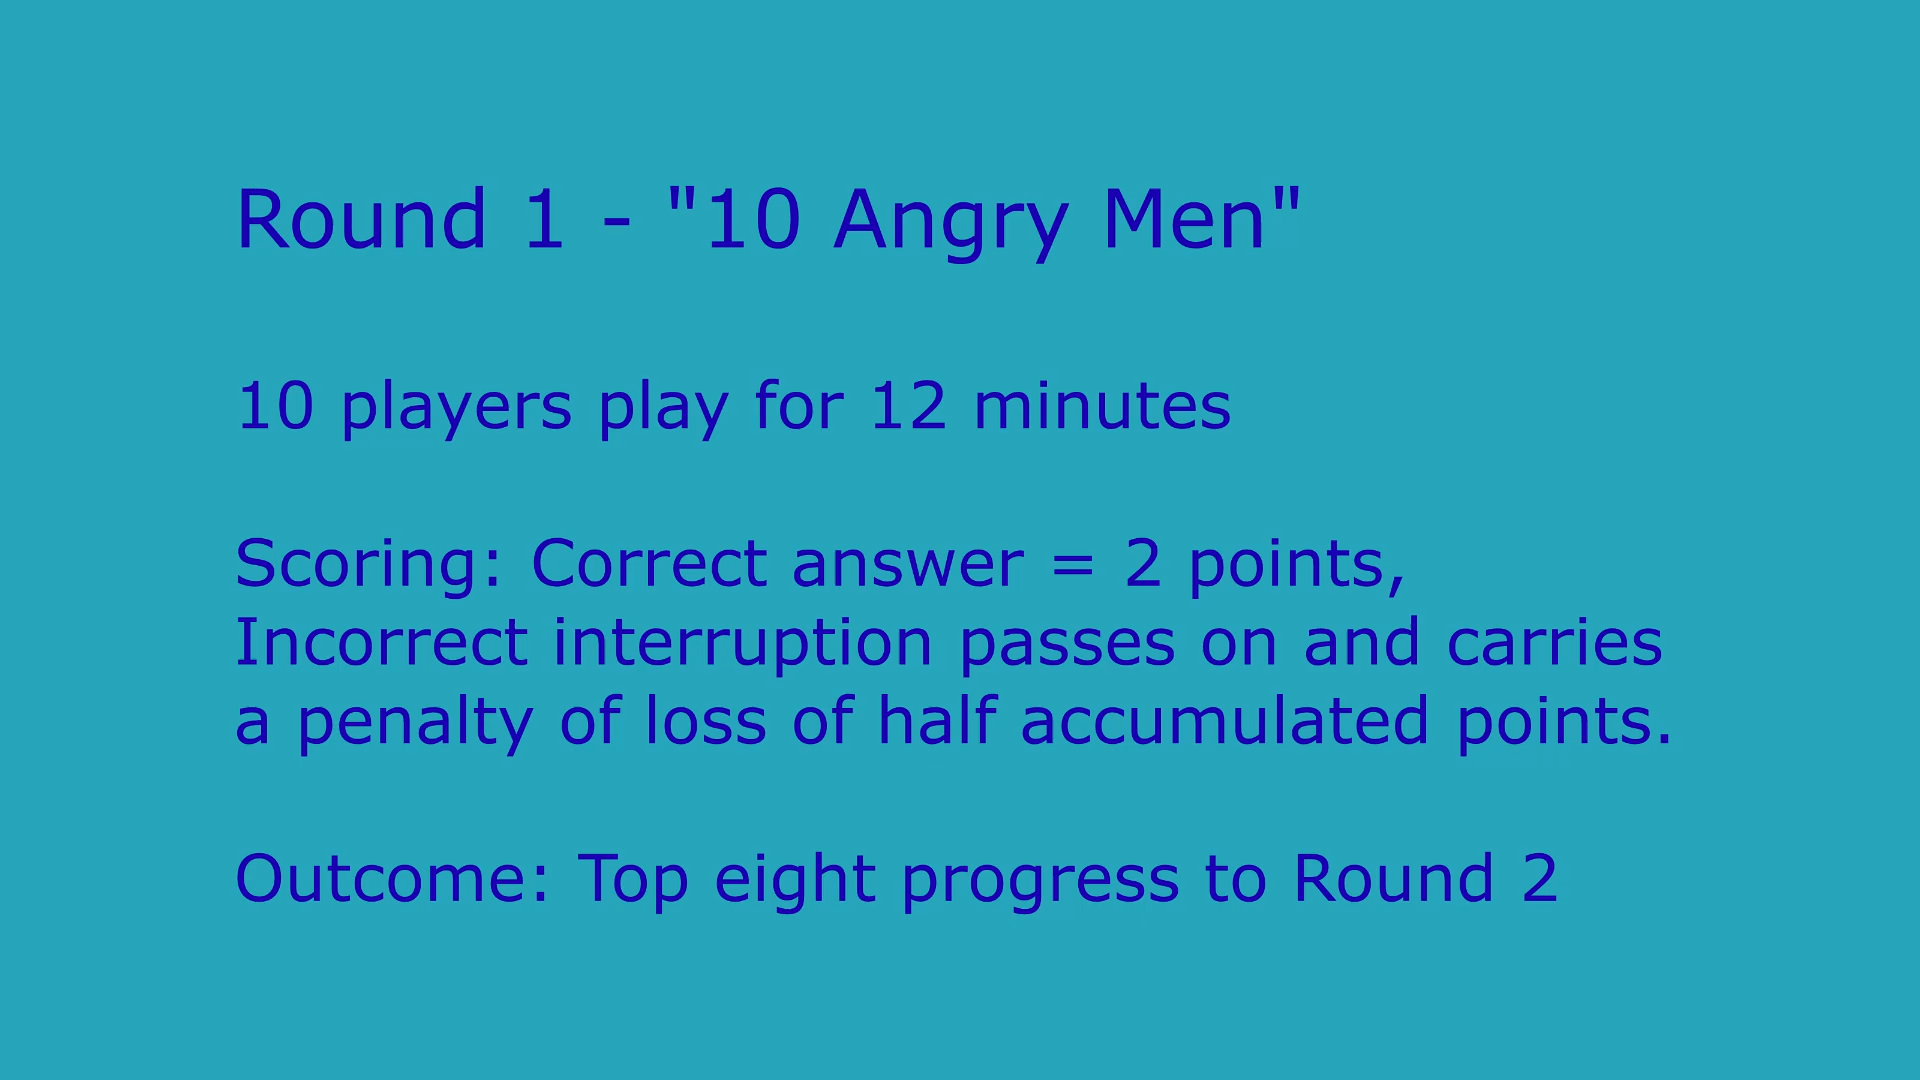 Round 1 - "10 Angry Men"
10 players play for 12 minutes
Scoring: Correct answer = 2 points,
Incorrect interruption passes on and carries
a penalty of loss of half accumulated points.
Outcome: Top eight progress to Round 2